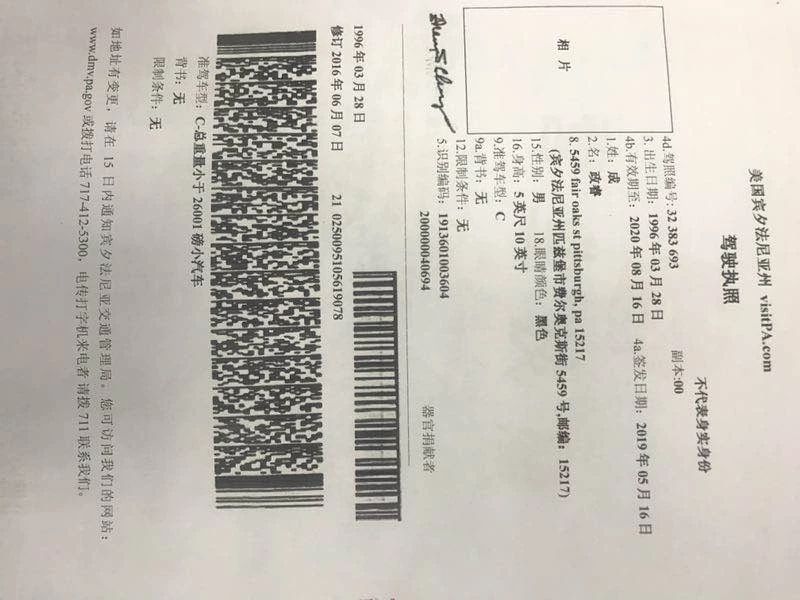 美国宾夕法尼亚州 visitPA.com
驾驶执照
不代表身实身份
副本:00
4d.驾照编号: 32 383 693
3.出生日期: 1996 年 03 月 28 日
4b.有效期至: 2020 年 08 月 16 日 4a.签发日期: 2019 年 05 月 16 日
1.姓: 成
2.名: 政睿
8. 5459 fair oaks st pittsburgh, pa 15217
(宾夕法尼亚州匹兹堡市费尔奥克斯街 5459 号,邮编: 15217)
15.性别: 男 18.眼睛颜色: 黑色
16.身高: 5 英尺 10 英寸
9.准驾车型: C
9a.背书: 无
12.限制条件: 无
5.识别编码: 1913601003604
200000040694
器官捐献者
相片
1996 年 03 月 28 日
修订 2016 年 06 月 07 日 21 0250095105619078
准驾车型: C-总重量小于 26001 磅小汽车
背书: 无
限制条件: 无
如地址有变更，请在 15 日内通知宾夕法尼亚交通管理局。您可访问我们的网站:
www.dmv.pa.gov 或拨打电话 717-412-5300，电传打字机来电者 请拨 711 联系我们。